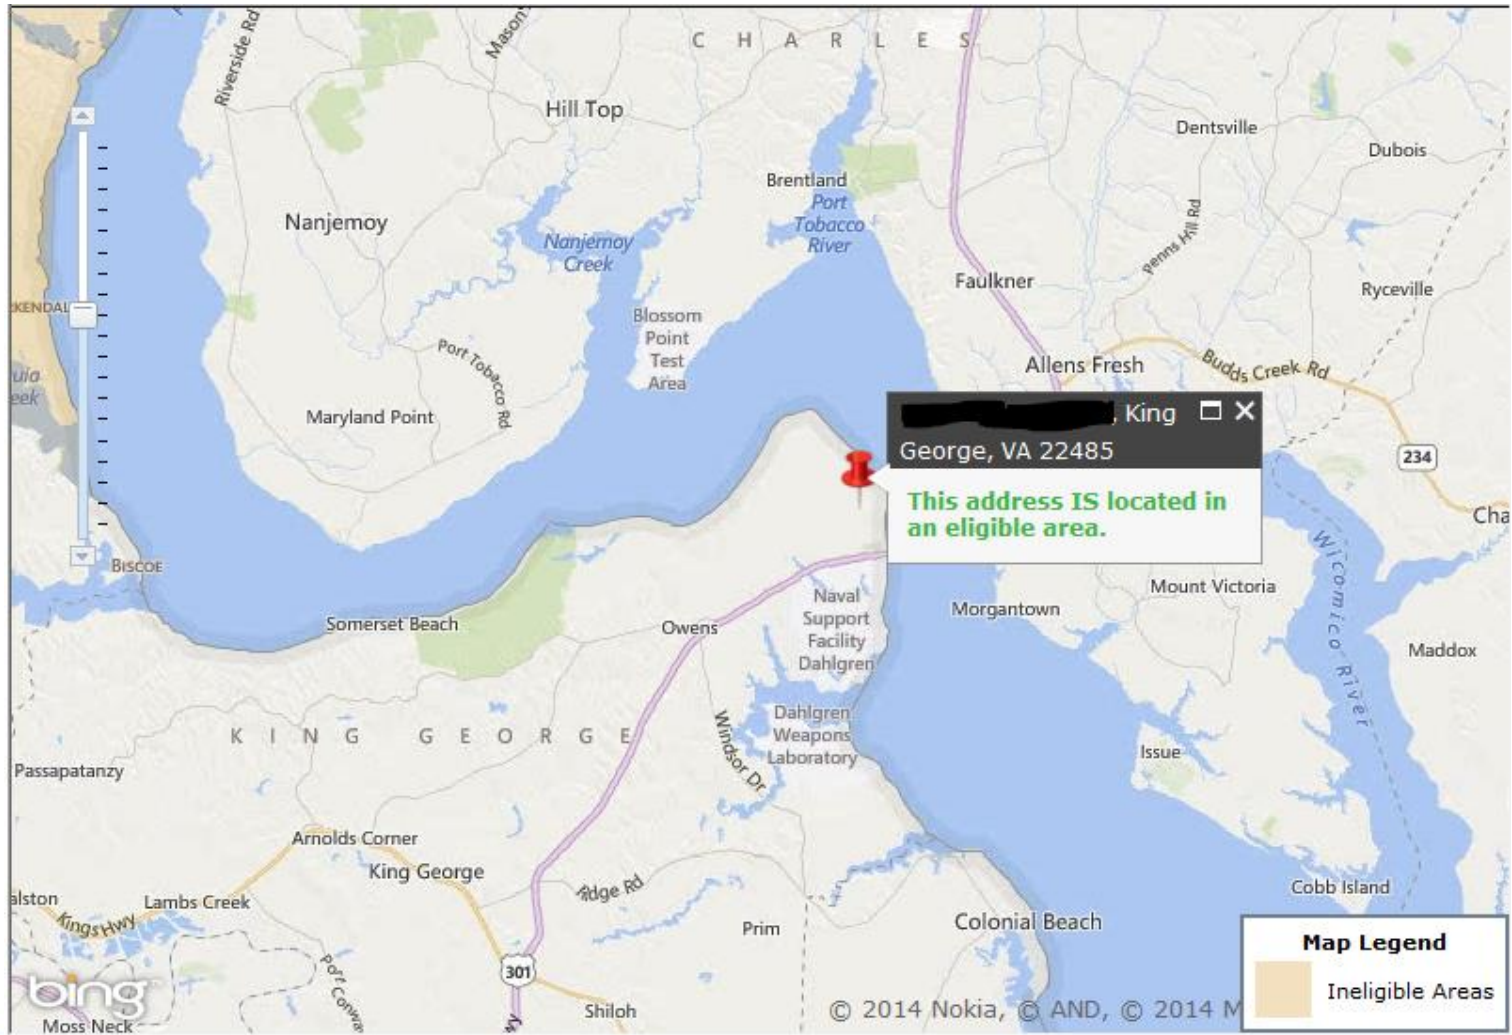 Riverside Rd
Mason
C H A R L E S
Hill Top
Dentsville
Dubois
Brentland
Port
Tobacco
River
Nanjemoy
Nanjemoy
Creek
Penns Hill Rd
Faulkner
Ryceville
KENDAL
Blossom
Point
Test
Area
Port Tobacco Rd
Allens Fresh
Budds Creek Rd
Maryland Point
, King
George, VA 22485
This address IS located in
an eligible area.
234
Cha
Wicomico River
BISCOE
Mount Victoria
Naval
Support
Facility
Dahlgren
Morgantown
Somerset Beach
Owens
Maddox
Dahlgren
Weapons
Laboratory
Windsor Dr
K I N G G E O R G E
Issue
Passapatanzy
Arnolds Corner
King George
Ridge Rd
Cobb Island
alston
Lambs Creek
Kings Hwy
Prim
Colonial Beach
Map Legend
Ineligible Areas
301
bing
Shiloh
© 2014 Nokia, © AND, © 2014 M
Moss Neck